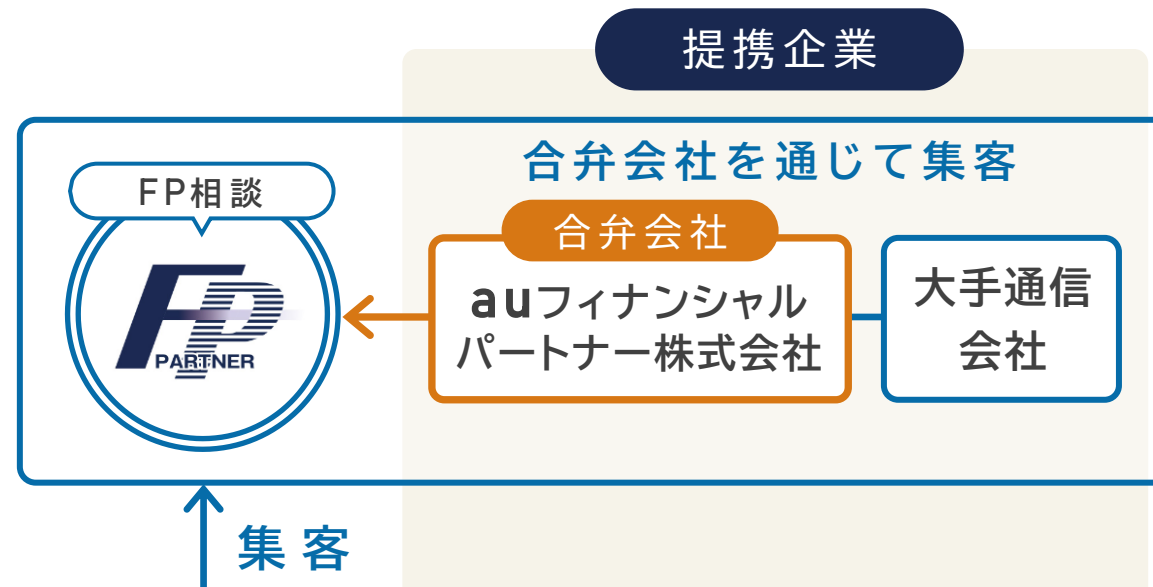 提携企業
合弁会社を通じて集客
FP相談
FP
PARTNER
合弁会社
auフィナンシャル
パートナー株式会社
大手通信
会社
集客